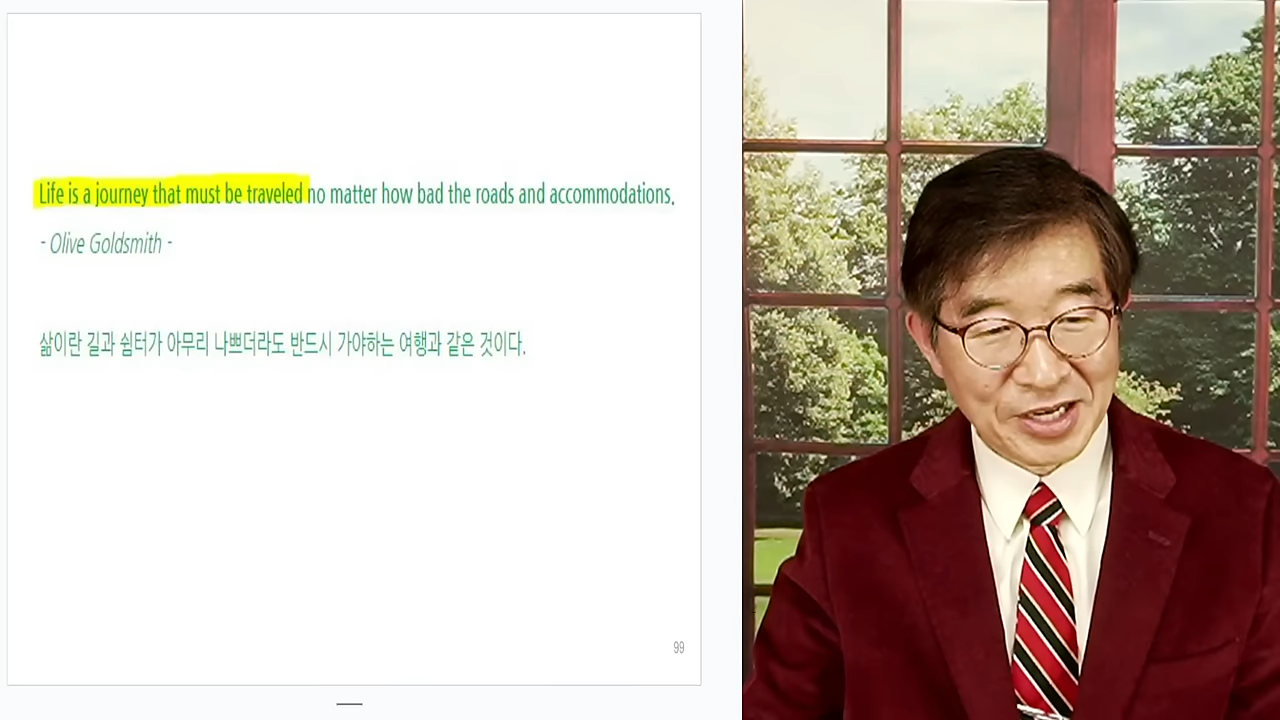 Life is a journey that must be traveled no matter how bad the roads and accommodations,
- Olive Goldsmith -
삶이란 길과 쉼터가 아무리 나쁘더라도 반드시 가야하는 여행과 같은 것이다.
99